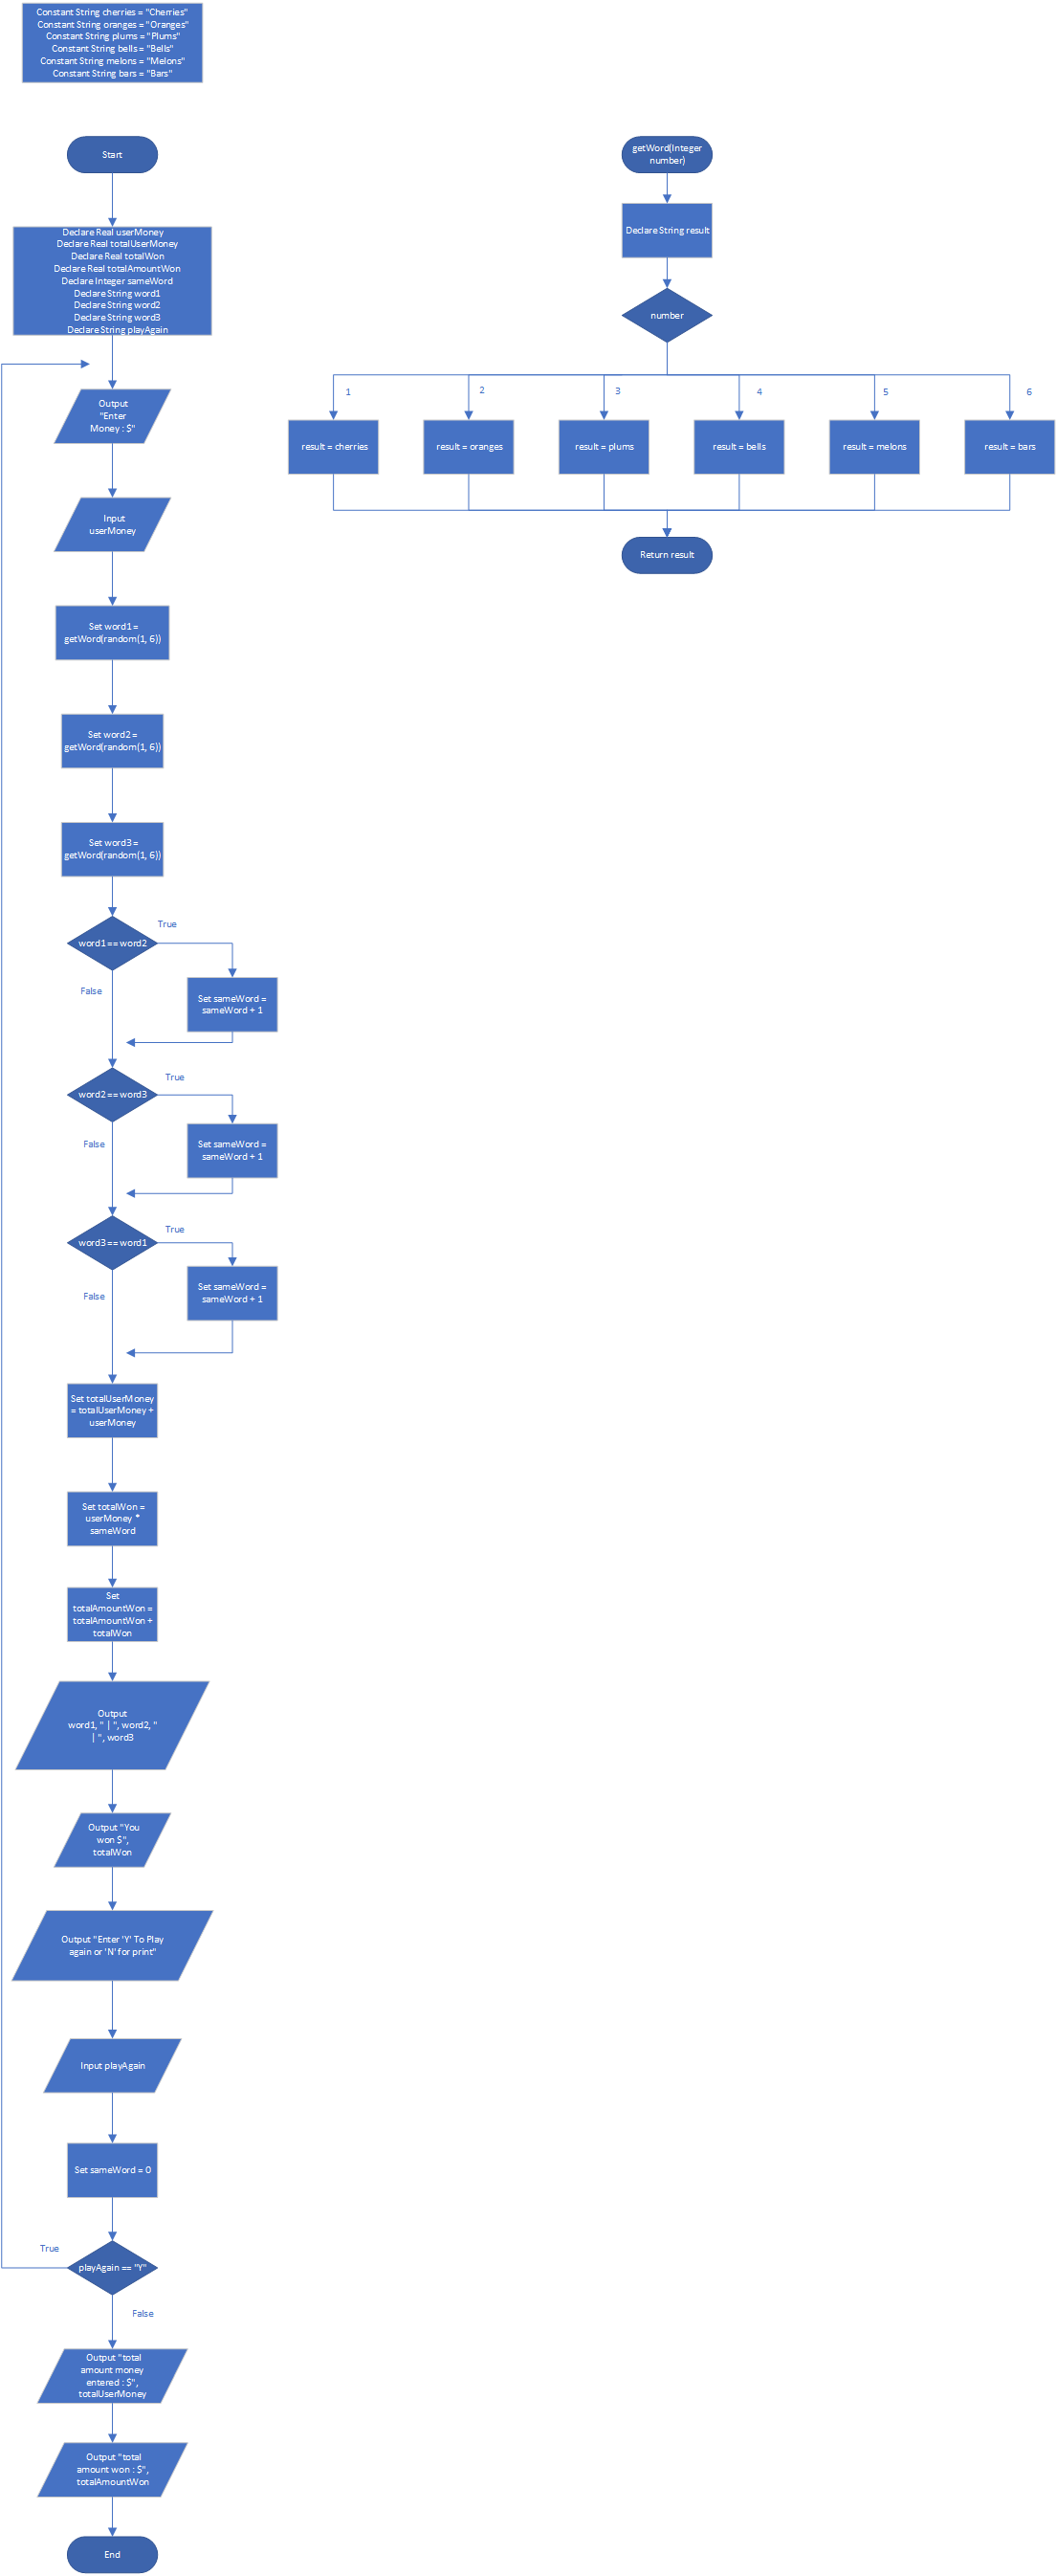 Constant String cherries = "Cherries"
Constant String oranges = "Oranges"
Constant String plums = "Plums"
Constant String bells = "Bells"
Constant String melons = "Melons"
Constant String bars = "Bars"
Start
Declare Real userMoney
Declare Real totalUserMoney
Declare Real totalWon
Declare Real totalAmountWon
Declare Integer sameWord
Declare String word1
Declare String word2
Declare String word3
Declare String playAgain
Output
"Enter
Money : $"
Input
userMoney
Set word1 =
getWord(random(1, 6))
Set word2 =
getWord(random(1, 6))
Set word3 =
getWord(random(1, 6))
word1 == word2
True
False
Set sameWord =
sameWord + 1
word2 == word3
True
False
Set sameWord =
sameWord + 1
word3 == word1
True
False
Set sameWord =
sameWord + 1
Set totalUserMoney
= totalUserMoney +
userMoney
Set totalWon =
userMoney *
sameWord
Set
totalAmountWon =
totalAmountWon +
totalWon
Output
word1, " | ", word2, "
| ", word3
Output "You
won $",
totalWon
Output "Enter 'Y' To Play
again or 'N' for print"
Input playAgain
Set sameWord = 0
playAgain == "Y"
True
False
Output "total
amount money
entered : $",
totalUserMoney
Output "total
amount won : $",
totalAmountWon
End
getWord(Integer
number)
Declare String result
number
1
2
3
4
5
6
result = cherries
result = oranges
result = plums
result = bells
result = melons
result = bars
Return result